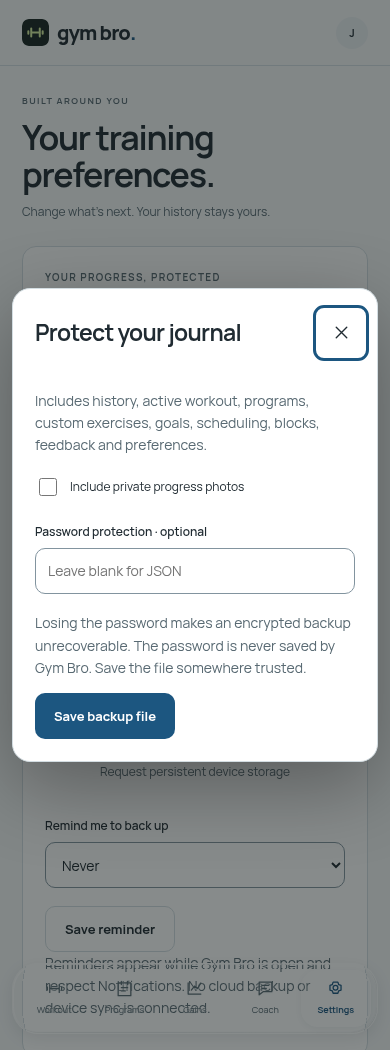 gym bro.
J
BUILT AROUND YOU
Your training
preferences.
Change what's next. Your history stays yours.
YOUR PROGRESS, PROTECTED
Protect your journal
Includes history, active workout, programs,
custom exercises, goals, scheduling, blocks,
feedback and preferences.
Include private progress photos
Password protection · optional
Leave blank for JSON
Losing the password makes an encrypted backup
unrecoverable. The password is never saved by
Gym Bro. Save the file somewhere trusted.
Save backup file
Request persistent device storage
Remind me to back up
Never
Save reminder
Reminders appear while Gym Bro is open and
respect Notifications. No cloud backup or
device sync is connected.
Coach
Settings